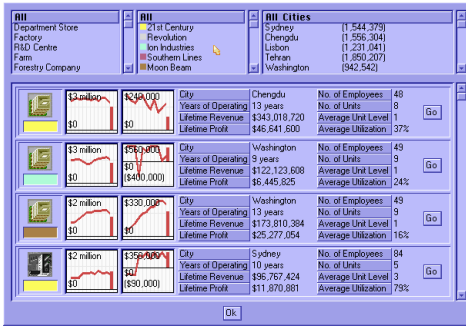 All
Department Store
Factory
R&D Centre
Farm
Forestry Company
All
21st Century
Revolution
Ion Industries
Southern Lines
Moon Beam
All Cities
Sydney (1,544,379)
Chengdu (1,556,304)
Lisbon (1,231,041)
Tehran (1,850,207)
Washington (942,542)
$3 million $0 $240,000 $0
City Chengdu No. of Employees 48
Years of Operating 13 years No. of Units 8
Lifetime Revenue $343,018,720 Average Unit Level 1
Lifetime Profit $46,641,600 Average Utilization 37%
Go
$3 million $0 $560,000 $0 ($400,000)
City Washington No. of Employees 49
Years of Operating 9 years No. of Units 9
Lifetime Revenue $122,123,608 Average Unit Level 1
Lifetime Profit $6,445,825 Average Utilization 24%
Go
$2 million $0 $330,000 $0
City Washington No. of Employees 49
Years of Operating 13 years No. of Units 9
Lifetime Revenue $173,810,384 Average Unit Level 1
Lifetime Profit $25,277,054 Average Utilization 16%
Go
$2 million $0 $0 ($90,000)
City Sydney No. of Employees 84
Years of Operating 10 years No. of Units 5
Lifetime Revenue $96,767,424 Average Unit Level 3
Lifetime Profit $11,870,881 Average Utilization 79%
Go
Ok